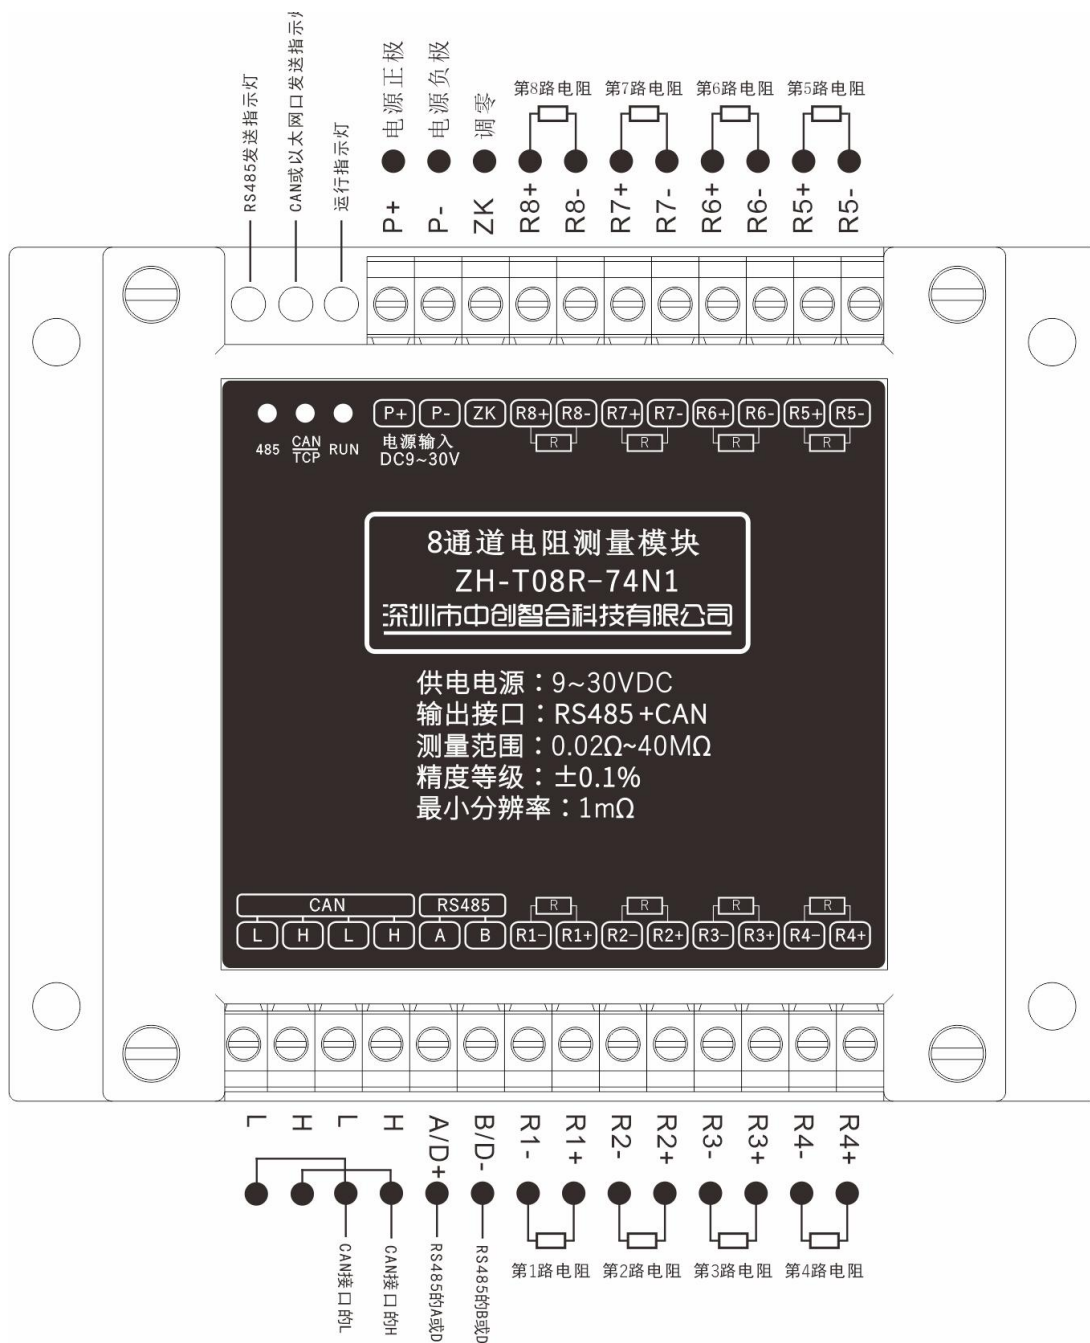 RS485发送指示灯
CAN或以太网口发送指示
运行指示灯
电源正极
电源负极
调零
第8路电阻
第7路电阻
第6路电阻
第5路电阻
P+
P-
ZK
R8+
R8-
R7+
R7-
R6+
R6-
R5+
R5-
P+ P- ZK R8+ R8- R7+ R7- R6+ R6- R5+ R5-
485
CAN
TCP
RUN
电源输入
DC9~30V
R R R R
8通道电阻测量模块
ZH-T08R-74N1
深圳市中创智合科技有限公司
供电电源：9~30VDC
输出接口：RS485+CAN
测量范围：0.02Ω~40MΩ
精度等级：±0.1%
最小分辨率：1mΩ
CAN RS485 R R R R
L H L H A B R1- R1+ R2- R2+ R3- R3+ R4- R4+
L
H
L
H
A/D+
B/D-
R1-
R1+
R2-
R2+
R3-
R3+
R4-
R4+
CAN接口的L
CAN接口的H
RS485的A或D
RS485的B或D
第1路电阻
第2路电阻
第3路电阻
第4路电阻